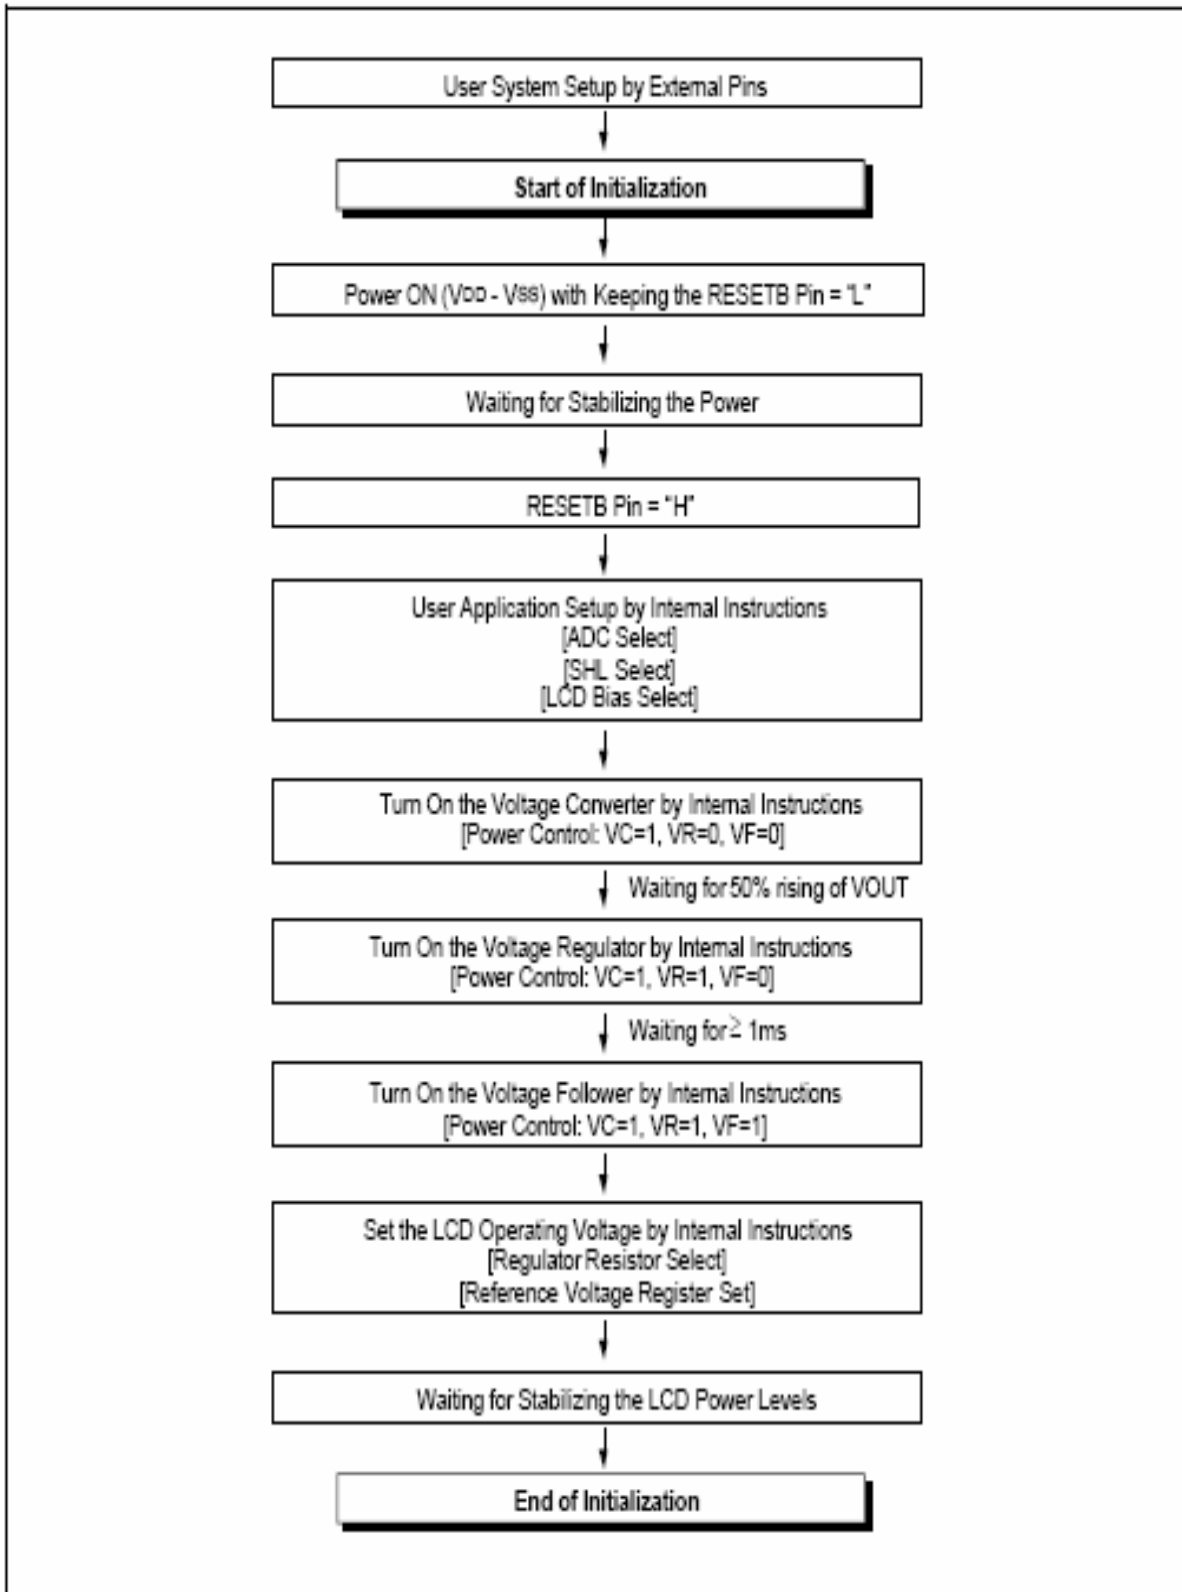 User System Setup by External Pins
Start of Initialization
Power ON (VDD - VSS) with Keeping the RESETB Pin = "L"
Waiting for Stabilizing the Power
RESETB Pin = "H"
User Application Setup by Internal Instructions
[ADC Select]
[SHL Select]
[LCD Bias Select]
Turn On the Voltage Converter by Internal Instructions
[Power Control: VC=1, VR=0, VF=0]
Waiting for 50% rising of VOUT
Turn On the Voltage Regulator by Internal Instructions
[Power Control: VC=1, VR=1, VF=0]
Waiting for ≥ 1ms
Turn On the Voltage Follower by Internal Instructions
[Power Control: VC=1, VR=1, VF=1]
Set the LCD Operating Voltage by Internal Instructions
[Regulator Resistor Select]
[Reference Voltage Register Set]
Waiting for Stabilizing the LCD Power Levels
End of Initialization